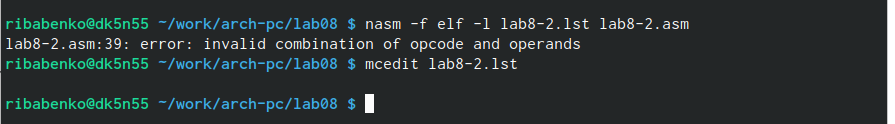 ribabenko@dk5n55 ~/work/arch-pc/lab08 $ nasm -f elf -l lab8-2.lst lab8-2.asm
lab8-2.asm:39: error: invalid combination of opcode and operands
ribabenko@dk5n55 ~/work/arch-pc/lab08 $ mcedit lab8-2.lst
ribabenko@dk5n55 ~/work/arch-pc/lab08 $